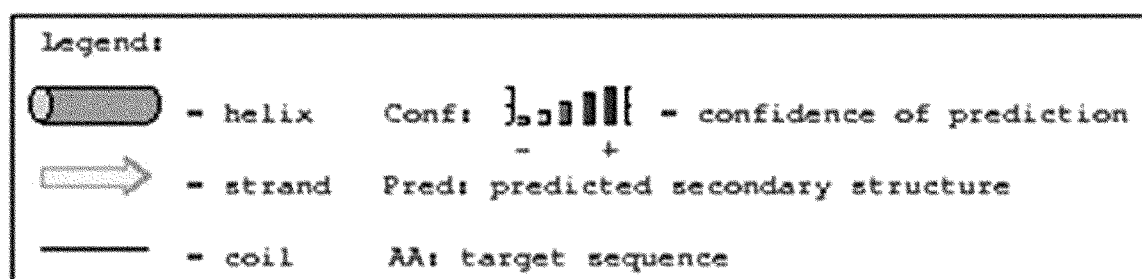 Legend:
- helix Conf: - confidence of prediction
- +
- strand Pred: predicted secondary structure
- coil AA: target sequence